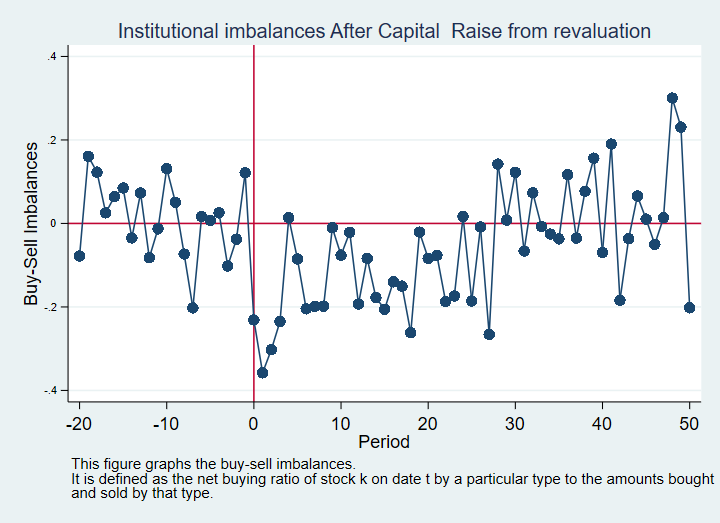 Institutional imbalances After Capital  Raise from revaluation
Buy-Sell Imbalances
.4
.2
0
-.2
-.4
-20
-10
0
10
20
30
40
50
Period
This figure graphs the buy-sell imbalances.
It is defined as the net buying ratio of stock k on date t by a particular type to the amounts bought
and sold by that type.